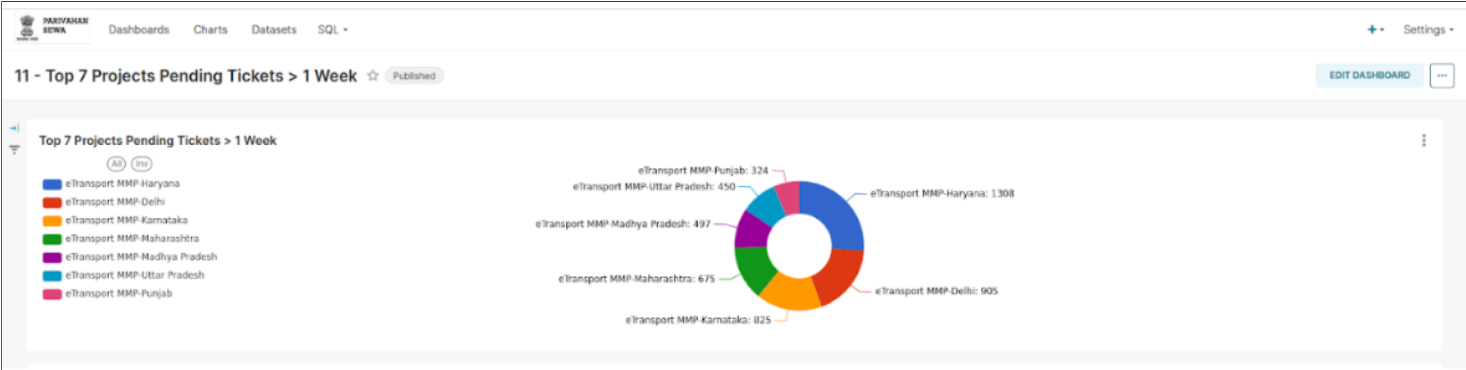 PARIVAHAN
SEWA
Dashboards Charts Datasets SQL
+ Settings
11 - Top 7 Projects Pending Tickets > 1 Week Published
EDIT DASHBOARD ...
Top 7 Projects Pending Tickets > 1 Week
All Inv
eTransport MMP-Haryana
eTransport MMP-Delhi
eTransport MMP-Karnataka
eTransport MMP-Maharashtra
eTransport MMP-Madhya Pradesh
eTransport MMP-Uttar Pradesh
eTransport MMP-Punjab
eTransport MMP-Punjab: 324
eTransport MMP-Uttar Pradesh: 450
eTransport MMP-Haryana: 1308
eTransport MMP-Madhya Pradesh: 497
eTransport MMP-Maharashtra: 675
eTransport MMP-Delhi: 905
eTransport MMP-Karnataka: 825